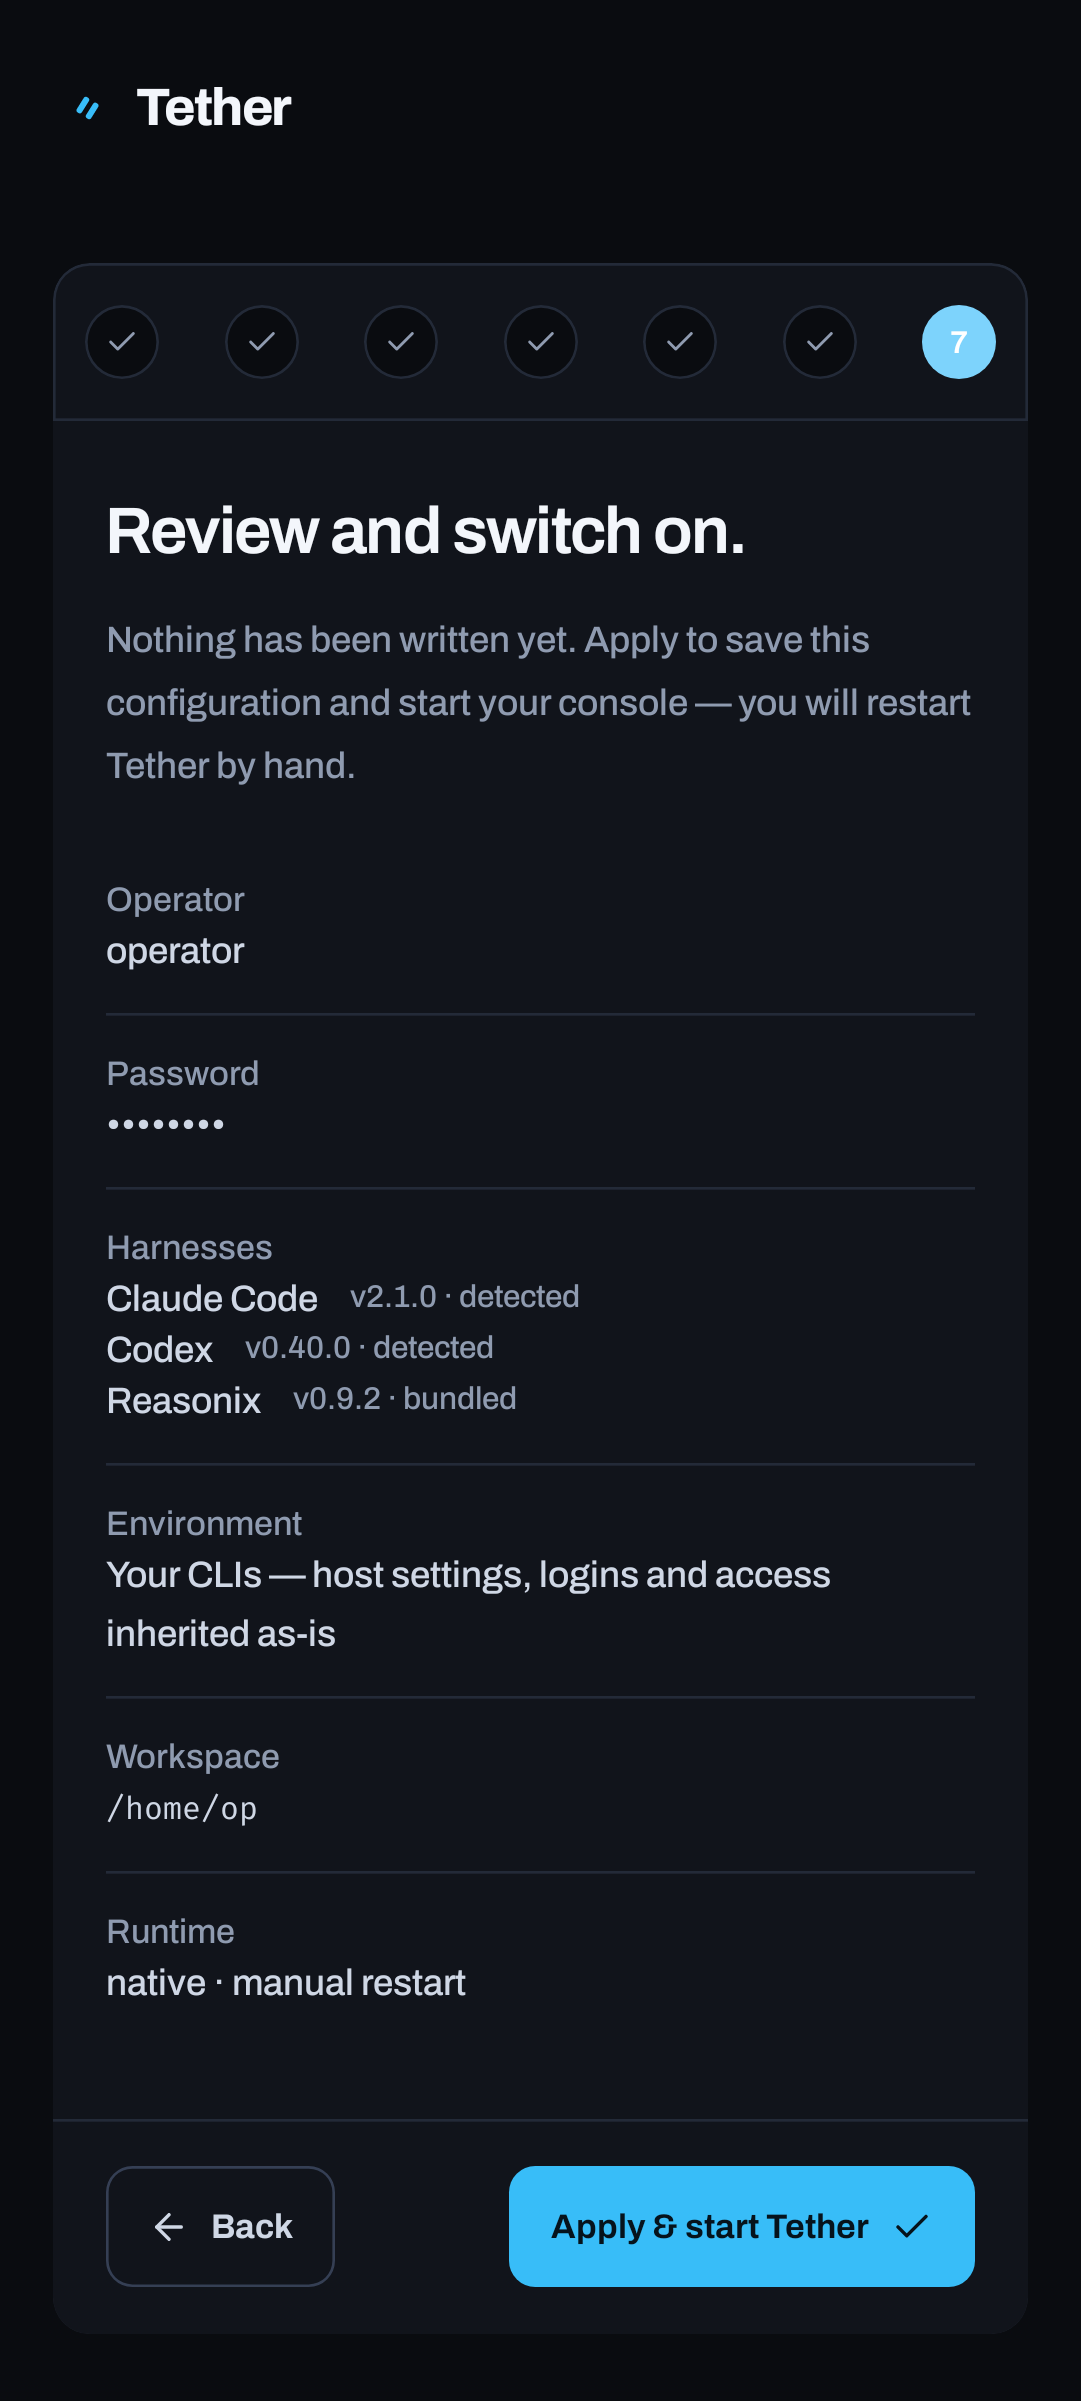 Tether
7
Review and switch on.
Nothing has been written yet. Apply to save this
configuration and start your console — you will restart
Tether by hand.
Operator
operator
Password
••••••••
Harnesses
Claude Code v2.1.0 · detected
Codex v0.40.0 · detected
Reasonix v0.9.2 · bundled
Environment
Your CLIs — host settings, logins and access
inherited as-is
Workspace
/home/op
Runtime
native · manual restart
Back
Apply & start Tether